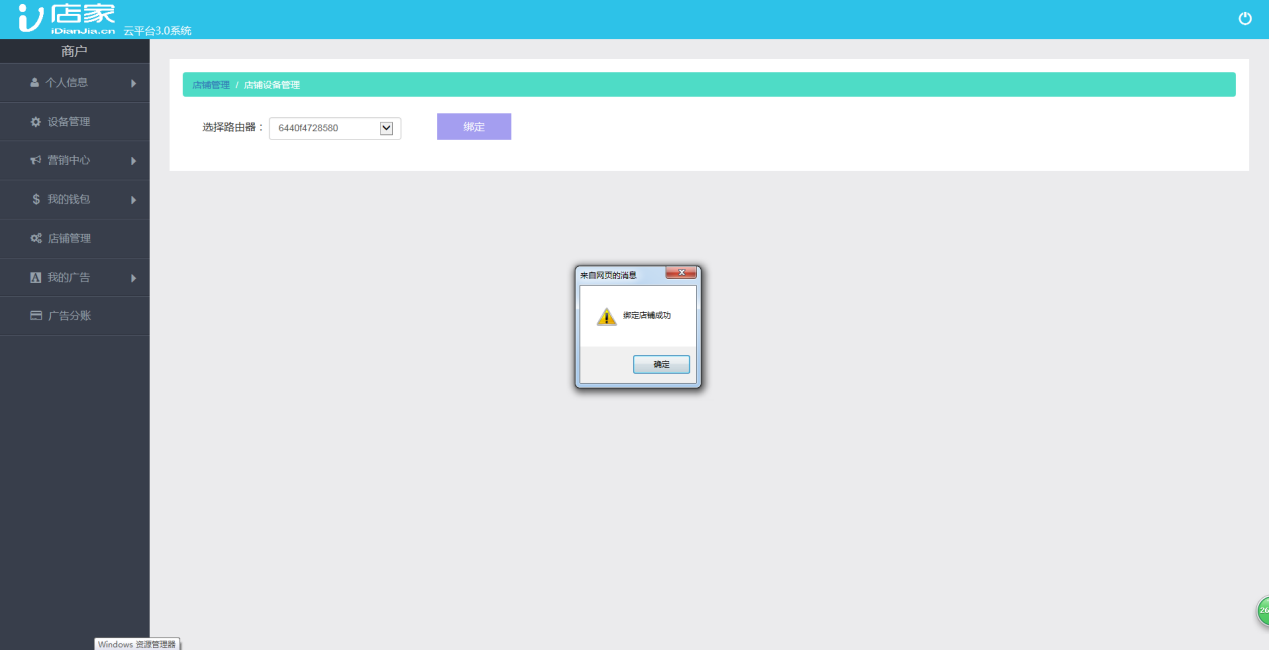 店家
iDianJia.cn 云平台3.0系统
商户
个人信息
设备管理
营销中心
我的钱包
店铺管理
我的广告
广告分账
店铺管理 / 店铺设备管理
选择路由器： 6440f4728580 绑定
来自网页的消息
绑定店铺成功
确定
Windows 资源管理器